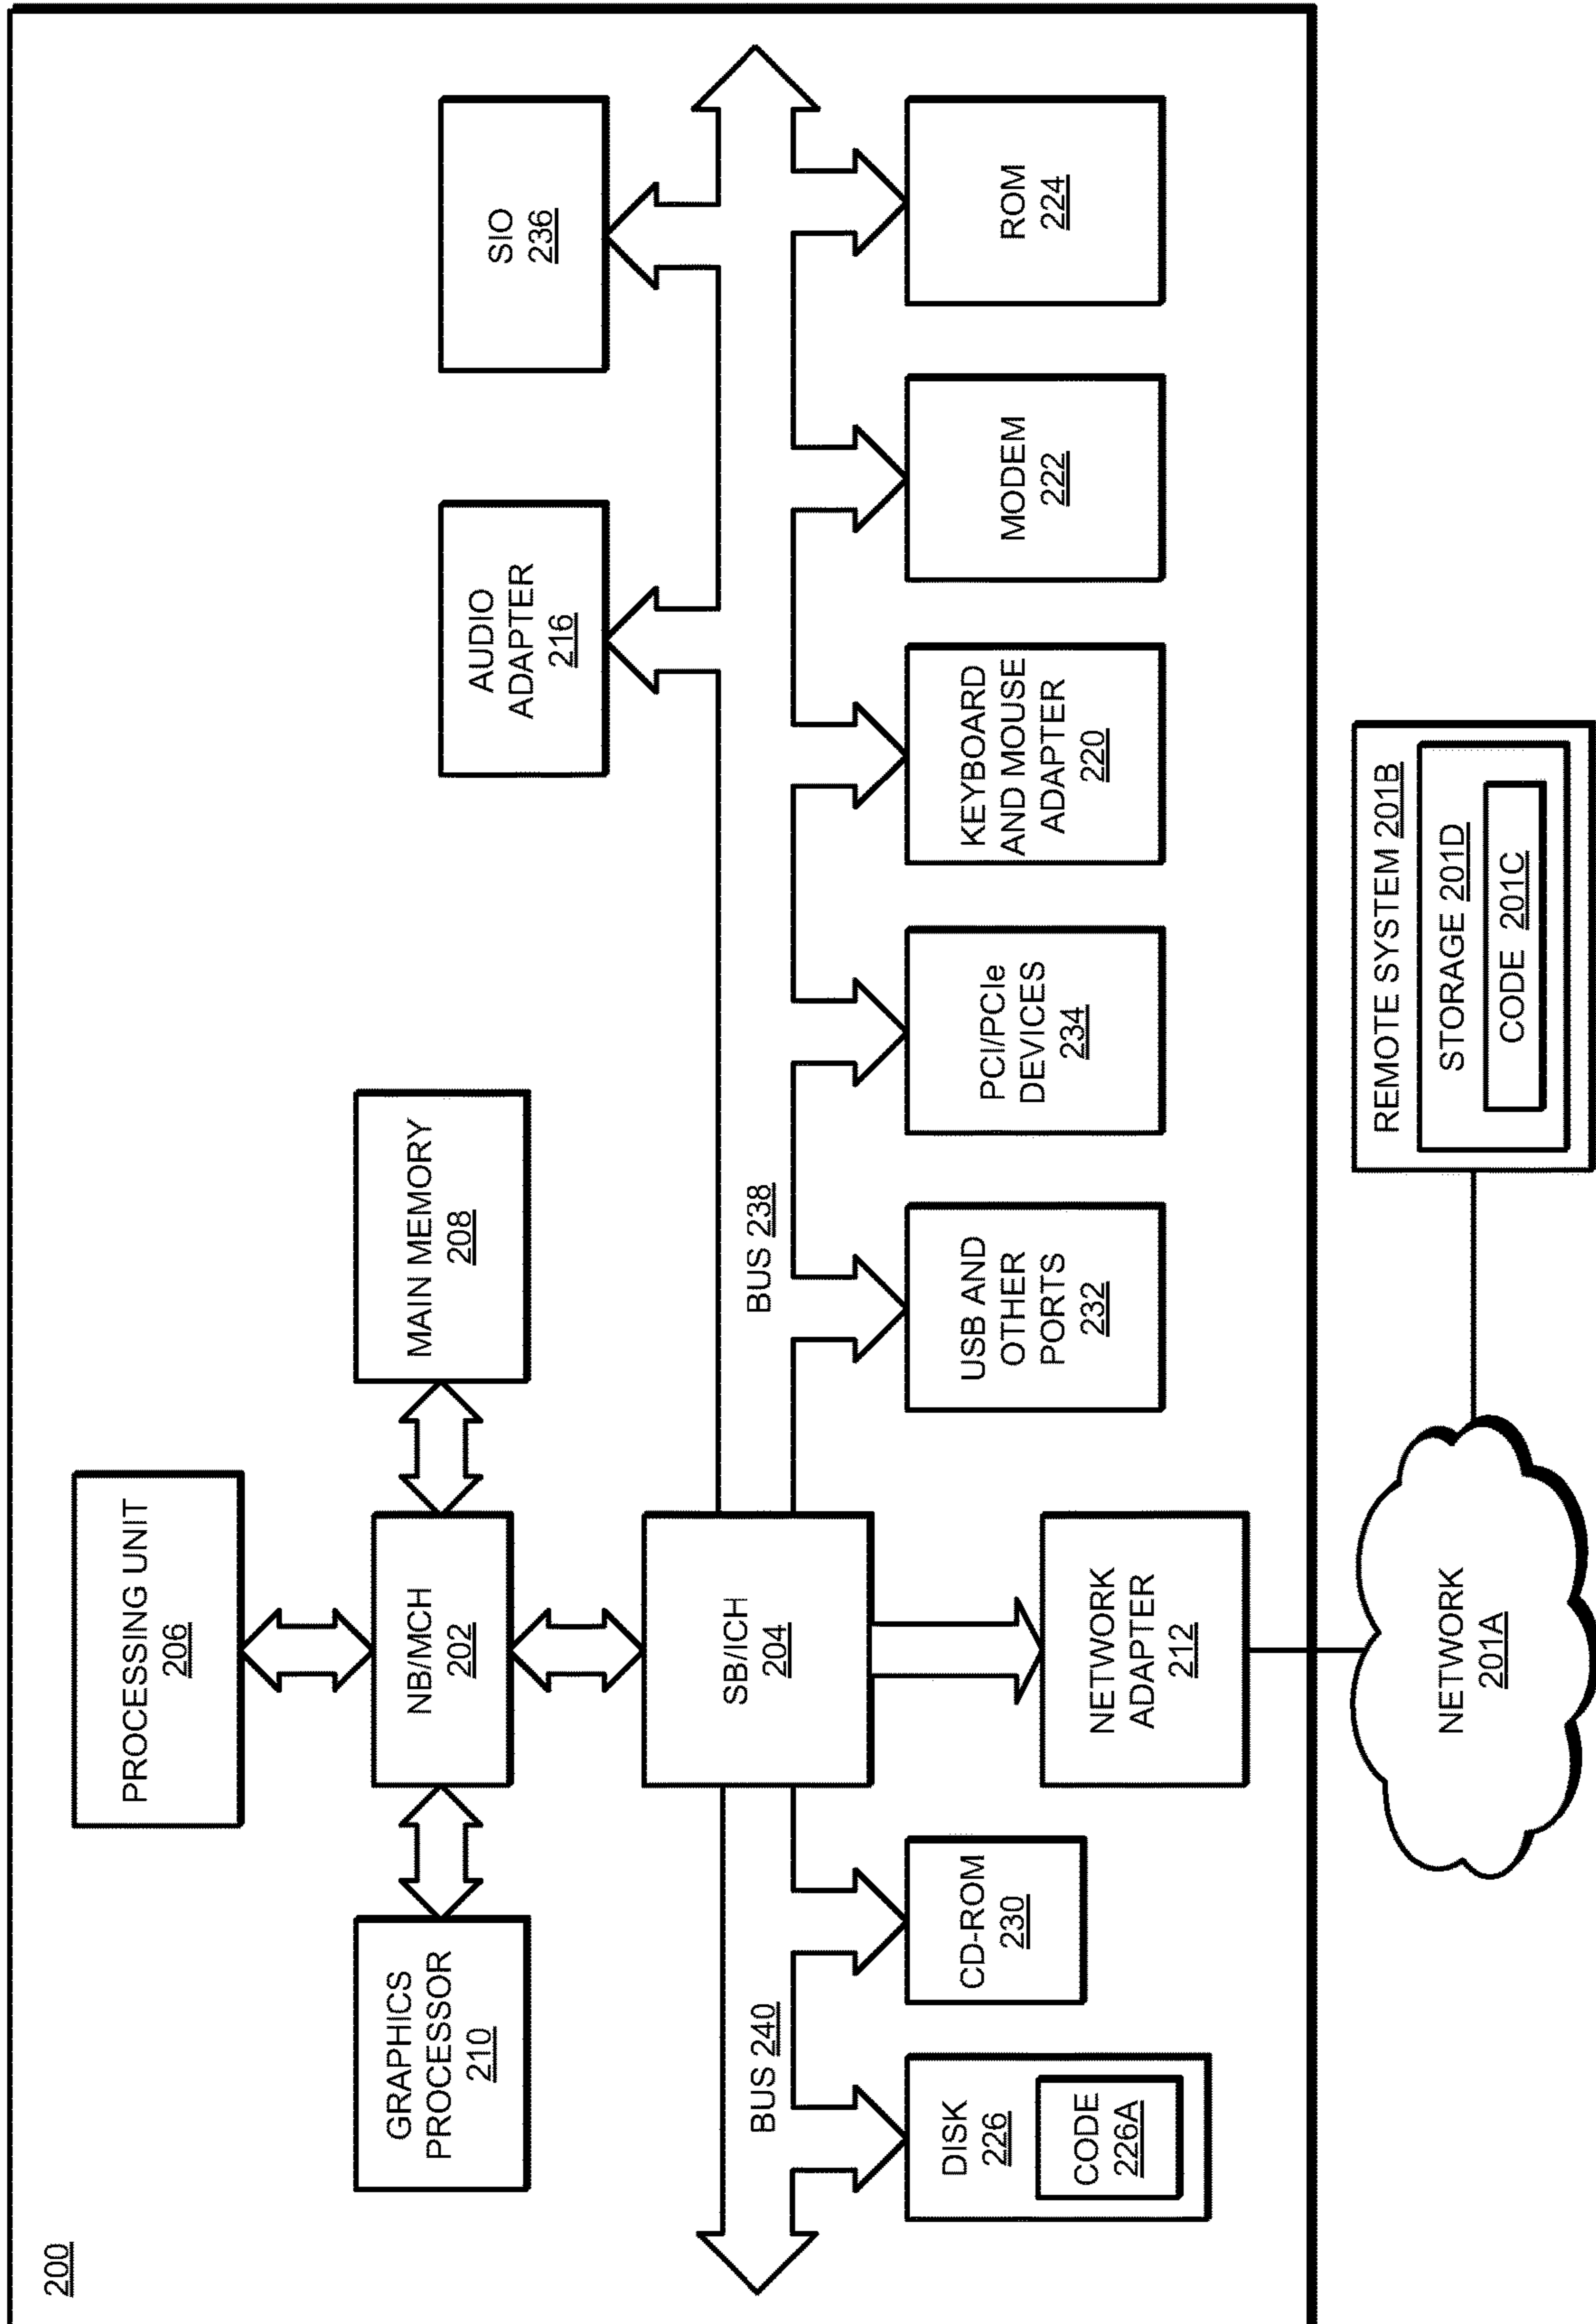 200
PROCESSING UNIT
206
GRAPHICS
PROCESSOR
210
NB/MCH
202
MAIN MEMORY
208
AUDIO
ADAPTER
216
SIO
236
SB/ICH
204
BUS 240
BUS 238
DISK
226
CODE
226A
CD-ROM
230
NETWORK
ADAPTER
212
USB AND
OTHER
PORTS
232
PCI/PCIe
DEVICES
234
KEYBOARD
AND MOUSE
ADAPTER
220
MODEM
222
ROM
224
NETWORK
201A
REMOTE SYSTEM 201B
STORAGE 201D
CODE 201C